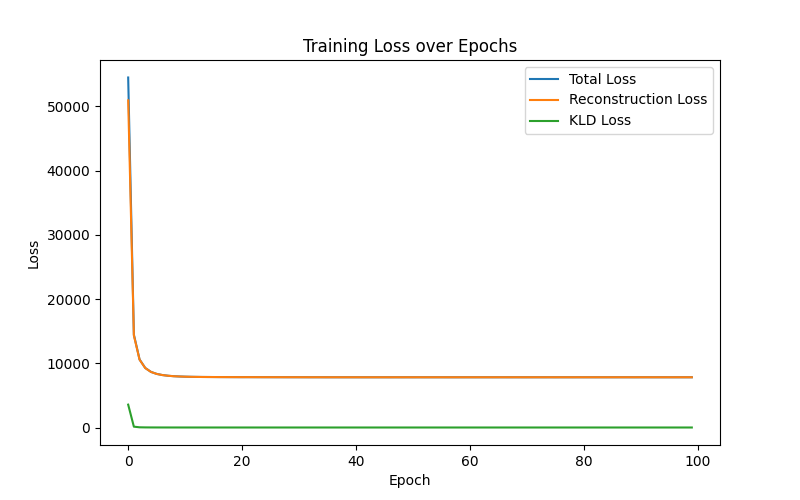 Training Loss over Epochs
Total Loss
Reconstruction Loss
KLD Loss
Loss
50000
40000
30000
20000
10000
0
0 20 40 60 80 100
Epoch